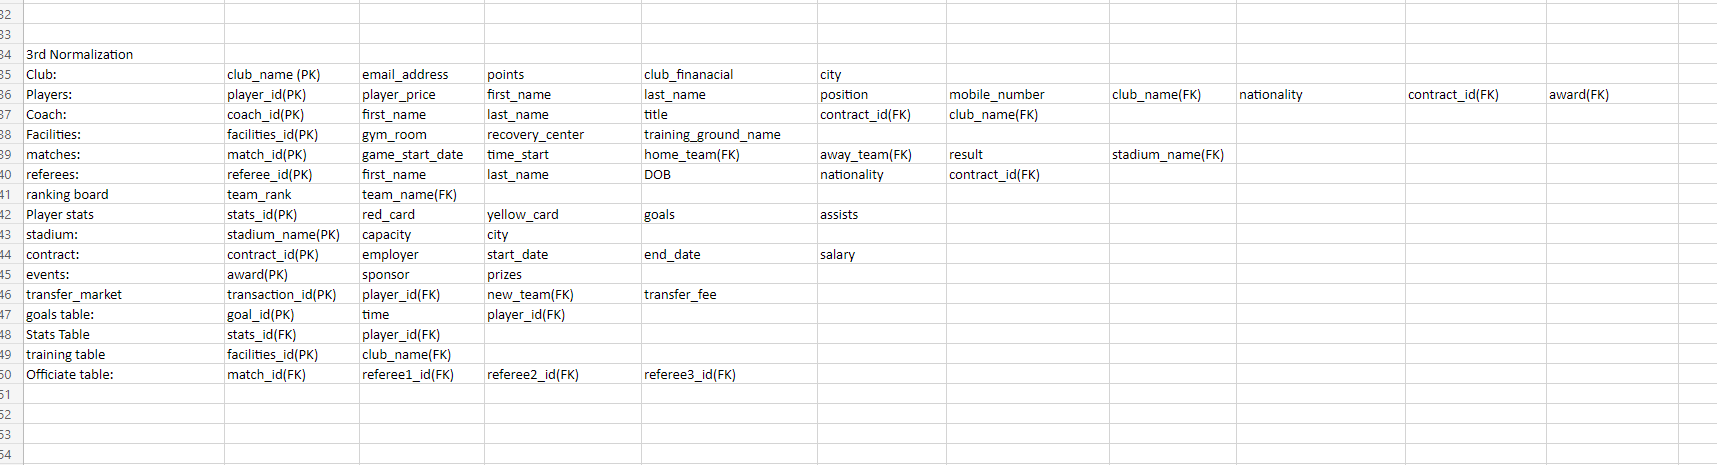 32
33
34 3rd Normalization
35 Club: club_name (PK) email_address points club_finanacial city
36 Players: player_id(PK) player_price first_name last_name position mobile_number club_name(FK) nationality contract_id(FK) award(FK)
37 Coach: coach_id(PK) first_name last_name title contract_id(FK) club_name(FK)
38 Facilities: facilities_id(PK) gym_room recovery_center training_ground_name
39 matches: match_id(PK) game_start_date time_start home_team(FK) away_team(FK) result stadium_name(FK)
40 referees: referee_id(PK) first_name last_name DOB nationality contract_id(FK)
41 ranking board team_rank team_name(FK)
42 Player stats stats_id(PK) red_card yellow_card goals assists
43 stadium: stadium_name(PK) capacity city
44 contract: contract_id(PK) employer start_date end_date salary
45 events: award(PK) sponsor prizes
46 transfer_market transaction_id(PK) player_id(FK) new_team(FK) transfer_fee
47 goals table: goal_id(PK) time player_id(FK)
48 Stats Table stats_id(FK) player_id(FK)
49 training table facilities_id(PK) club_name(FK)
50 Officiate table: match_id(FK) referee1_id(FK) referee2_id(FK) referee3_id(FK)
51
52
53
54